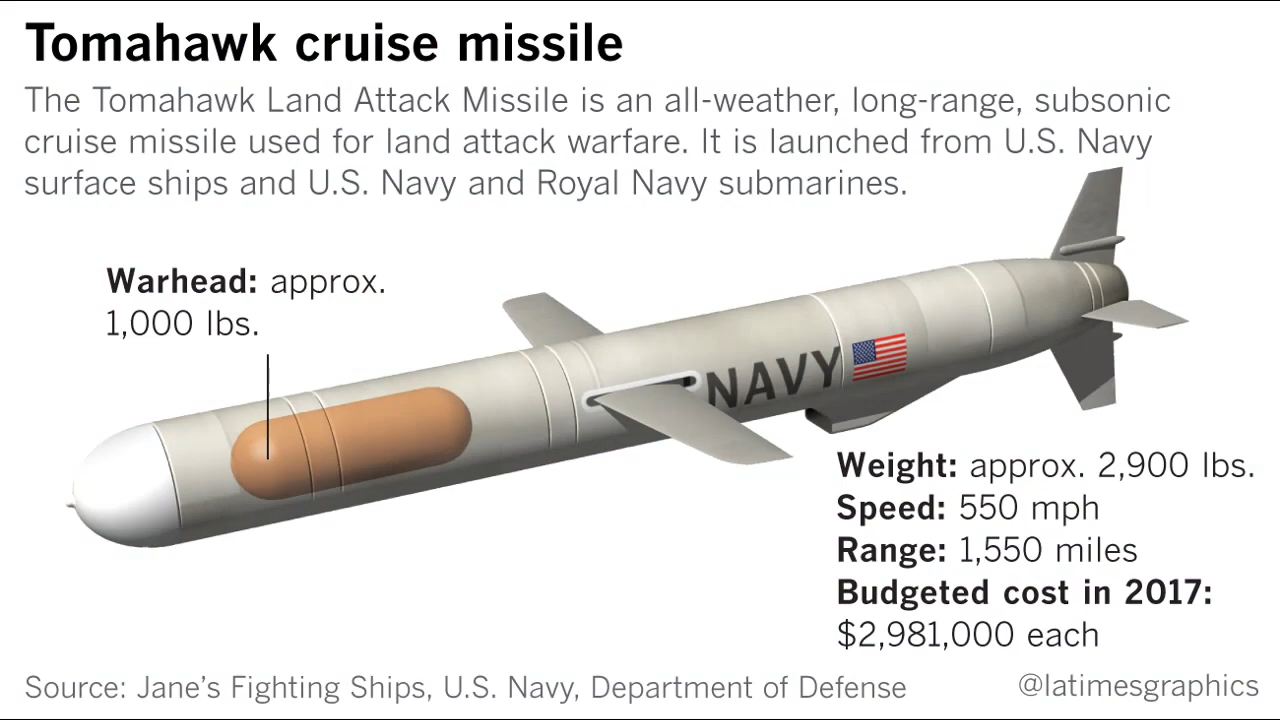 Tomahawk cruise missile
The Tomahawk Land Attack Missile is an all-weather, long-range, subsonic
cruise missile used for land attack warfare. It is launched from U.S. Navy
surface ships and U.S. Navy and Royal Navy submarines.
Warhead: approx.
1,000 lbs.
NAVY
Weight: approx. 2,900 lbs.
Speed: 550 mph
Range: 1,550 miles
Budgeted cost in 2017:
$2,981,000 each
Source: Jane’s Fighting Ships, U.S. Navy, Department of Defense
@latimesgraphics